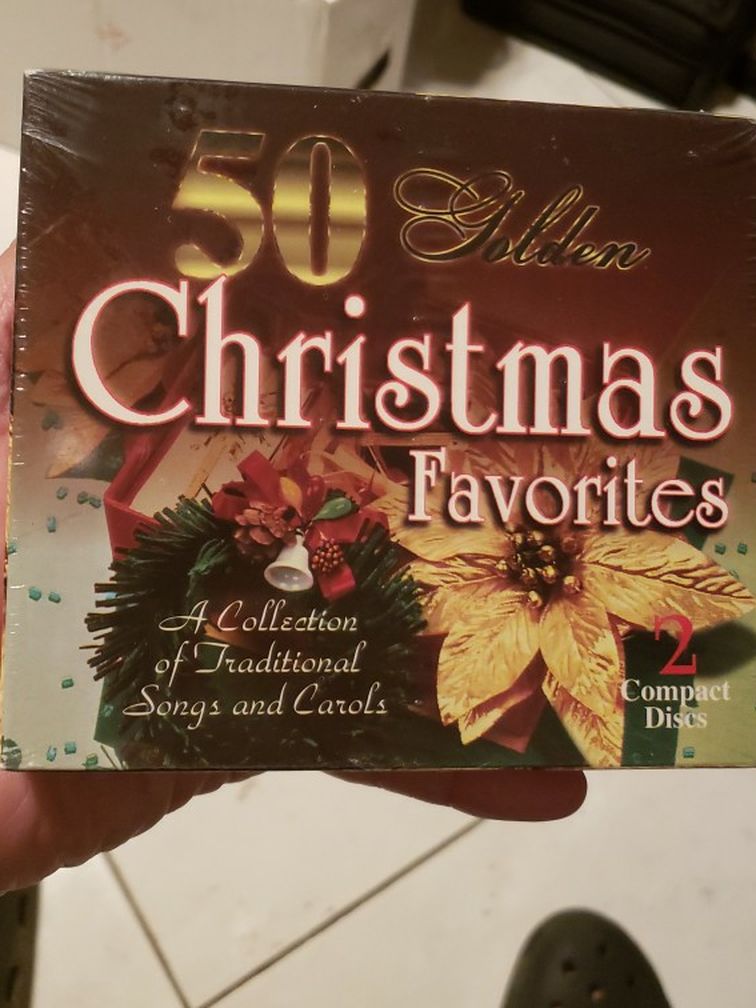 50 Golden
Christmas
Favorites
A Collection
of Traditional
Songs and Carols
2
Compact
Discs